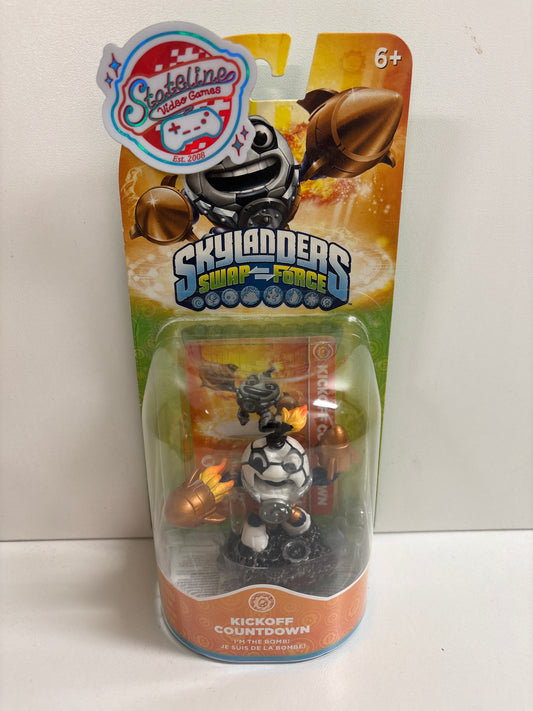 Stateline
Video Games
Est. 2008
6+
SKYLANDERS
SWAP FORCE
KICKOFF COUNTDOWN
KICKOFF
COUNTDOWN
I'M THE BOMB!
JE SUIS DE LA BOMBE!